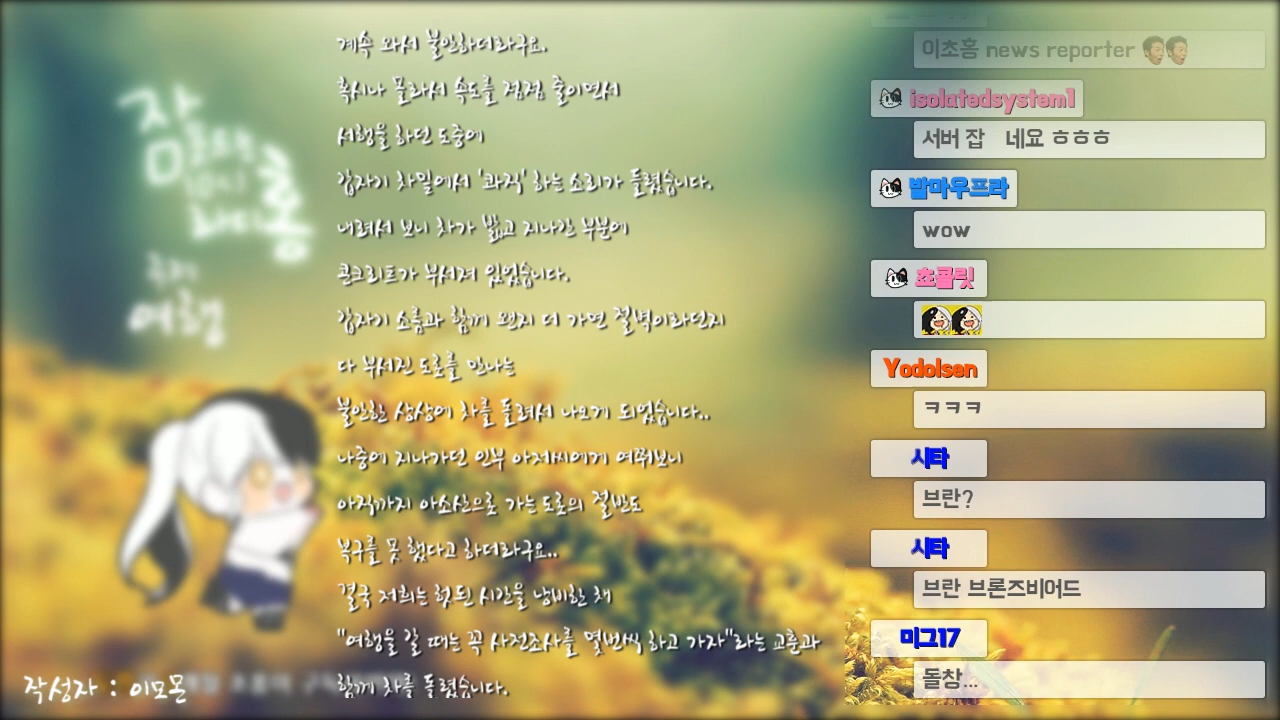 잠
홍
주제
여행
계속 와서 불안하더라구요.
혹시나 몰라서 속도를 점점 줄이면서
서행을 하던 도중에
갑자기 차밑에서 '콰직' 하는 소리가 들렸습니다.
내려서 보니 차가 밟고 지나간 부분에
콘크리트가 부서져 있었습니다.
갑자기 소름과 함께 왠지 더 가면 절벽이라던지
다 부서진 도로를 만나는
불안한 상상에 차를 돌려서 나오게 되었습니다..
나중에 지나가던 인부 아저씨에게 여쭤보니
아직까지 아소산으로 가는 도로의 절반도
복구를 못 했다고 하더라구요..
결국 저희는 헛된 시간을 낭비한 채
"여행을 갈 때는 꼭 사전조사를 몇번씩 하고 가자"라는 교훈과
함께 차를 돌렸습니다.
작성자 : 이모몬
이초홍 news reporter
isolatedsystem1
서버 잡 네요 ㅎㅎㅎ
발마우프라
wow
쵸콜릿
Yodolsen
ㅋㅋㅋ
시타
브란?
시타
브란 브론즈비어드
미그17
돌창...